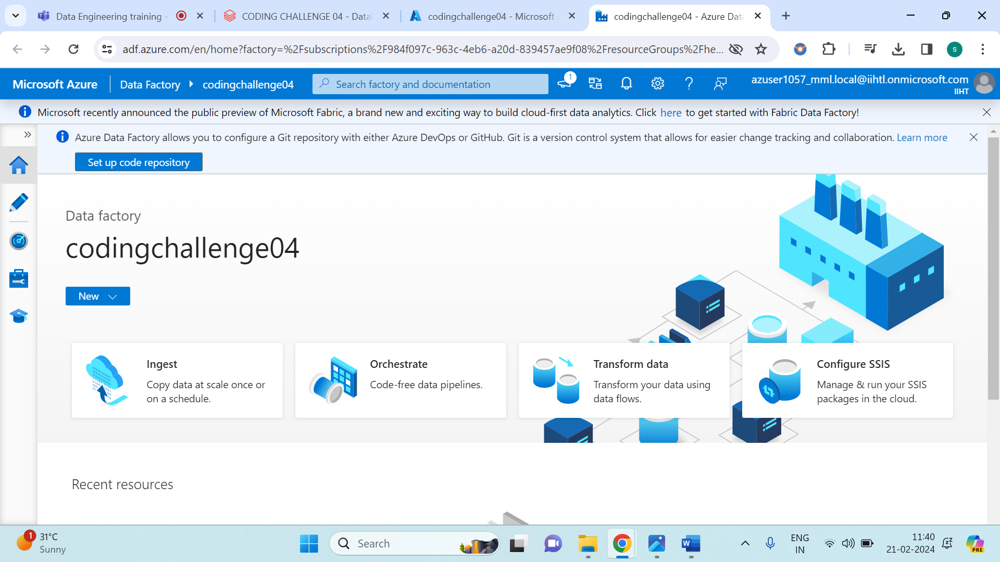 Data Engineering training -
CODING CHALLENGE 04 - Datal
codingchallenge04 - Microsoft A
codingchallenge04 - Azure Data
adf.azure.com/en/home?factory=%2Fsubscriptions%2F984f097c-963c-4eb6-a20d-839457ae9f08%2FresourceGroups%2Fhe...
s
Microsoft Azure
Data Factory
codingchallenge04
Search factory and documentation
1
azuser1057_mml.local@iihtl.onmicrosoft.com
IIHT
Microsoft recently announced the public preview of Microsoft Fabric, a brand new and exciting way to build cloud-first data analytics. Click here to get started with Fabric Data Factory!
Azure Data Factory allows you to configure a Git repository with either Azure DevOps or GitHub. Git is a version control system that allows for easier change tracking and collaboration. Learn more
Set up code repository
Data factory
codingchallenge04
New
Ingest
Copy data at scale once or
on a schedule.
Orchestrate
Code-free data pipelines.
Transform data
Transform your data using
data flows.
Configure SSIS
Manage & run your SSIS
packages in the cloud.
Recent resources
1
31°C
Sunny
Search
ENG
IN
11:40
21-02-2024
PRE